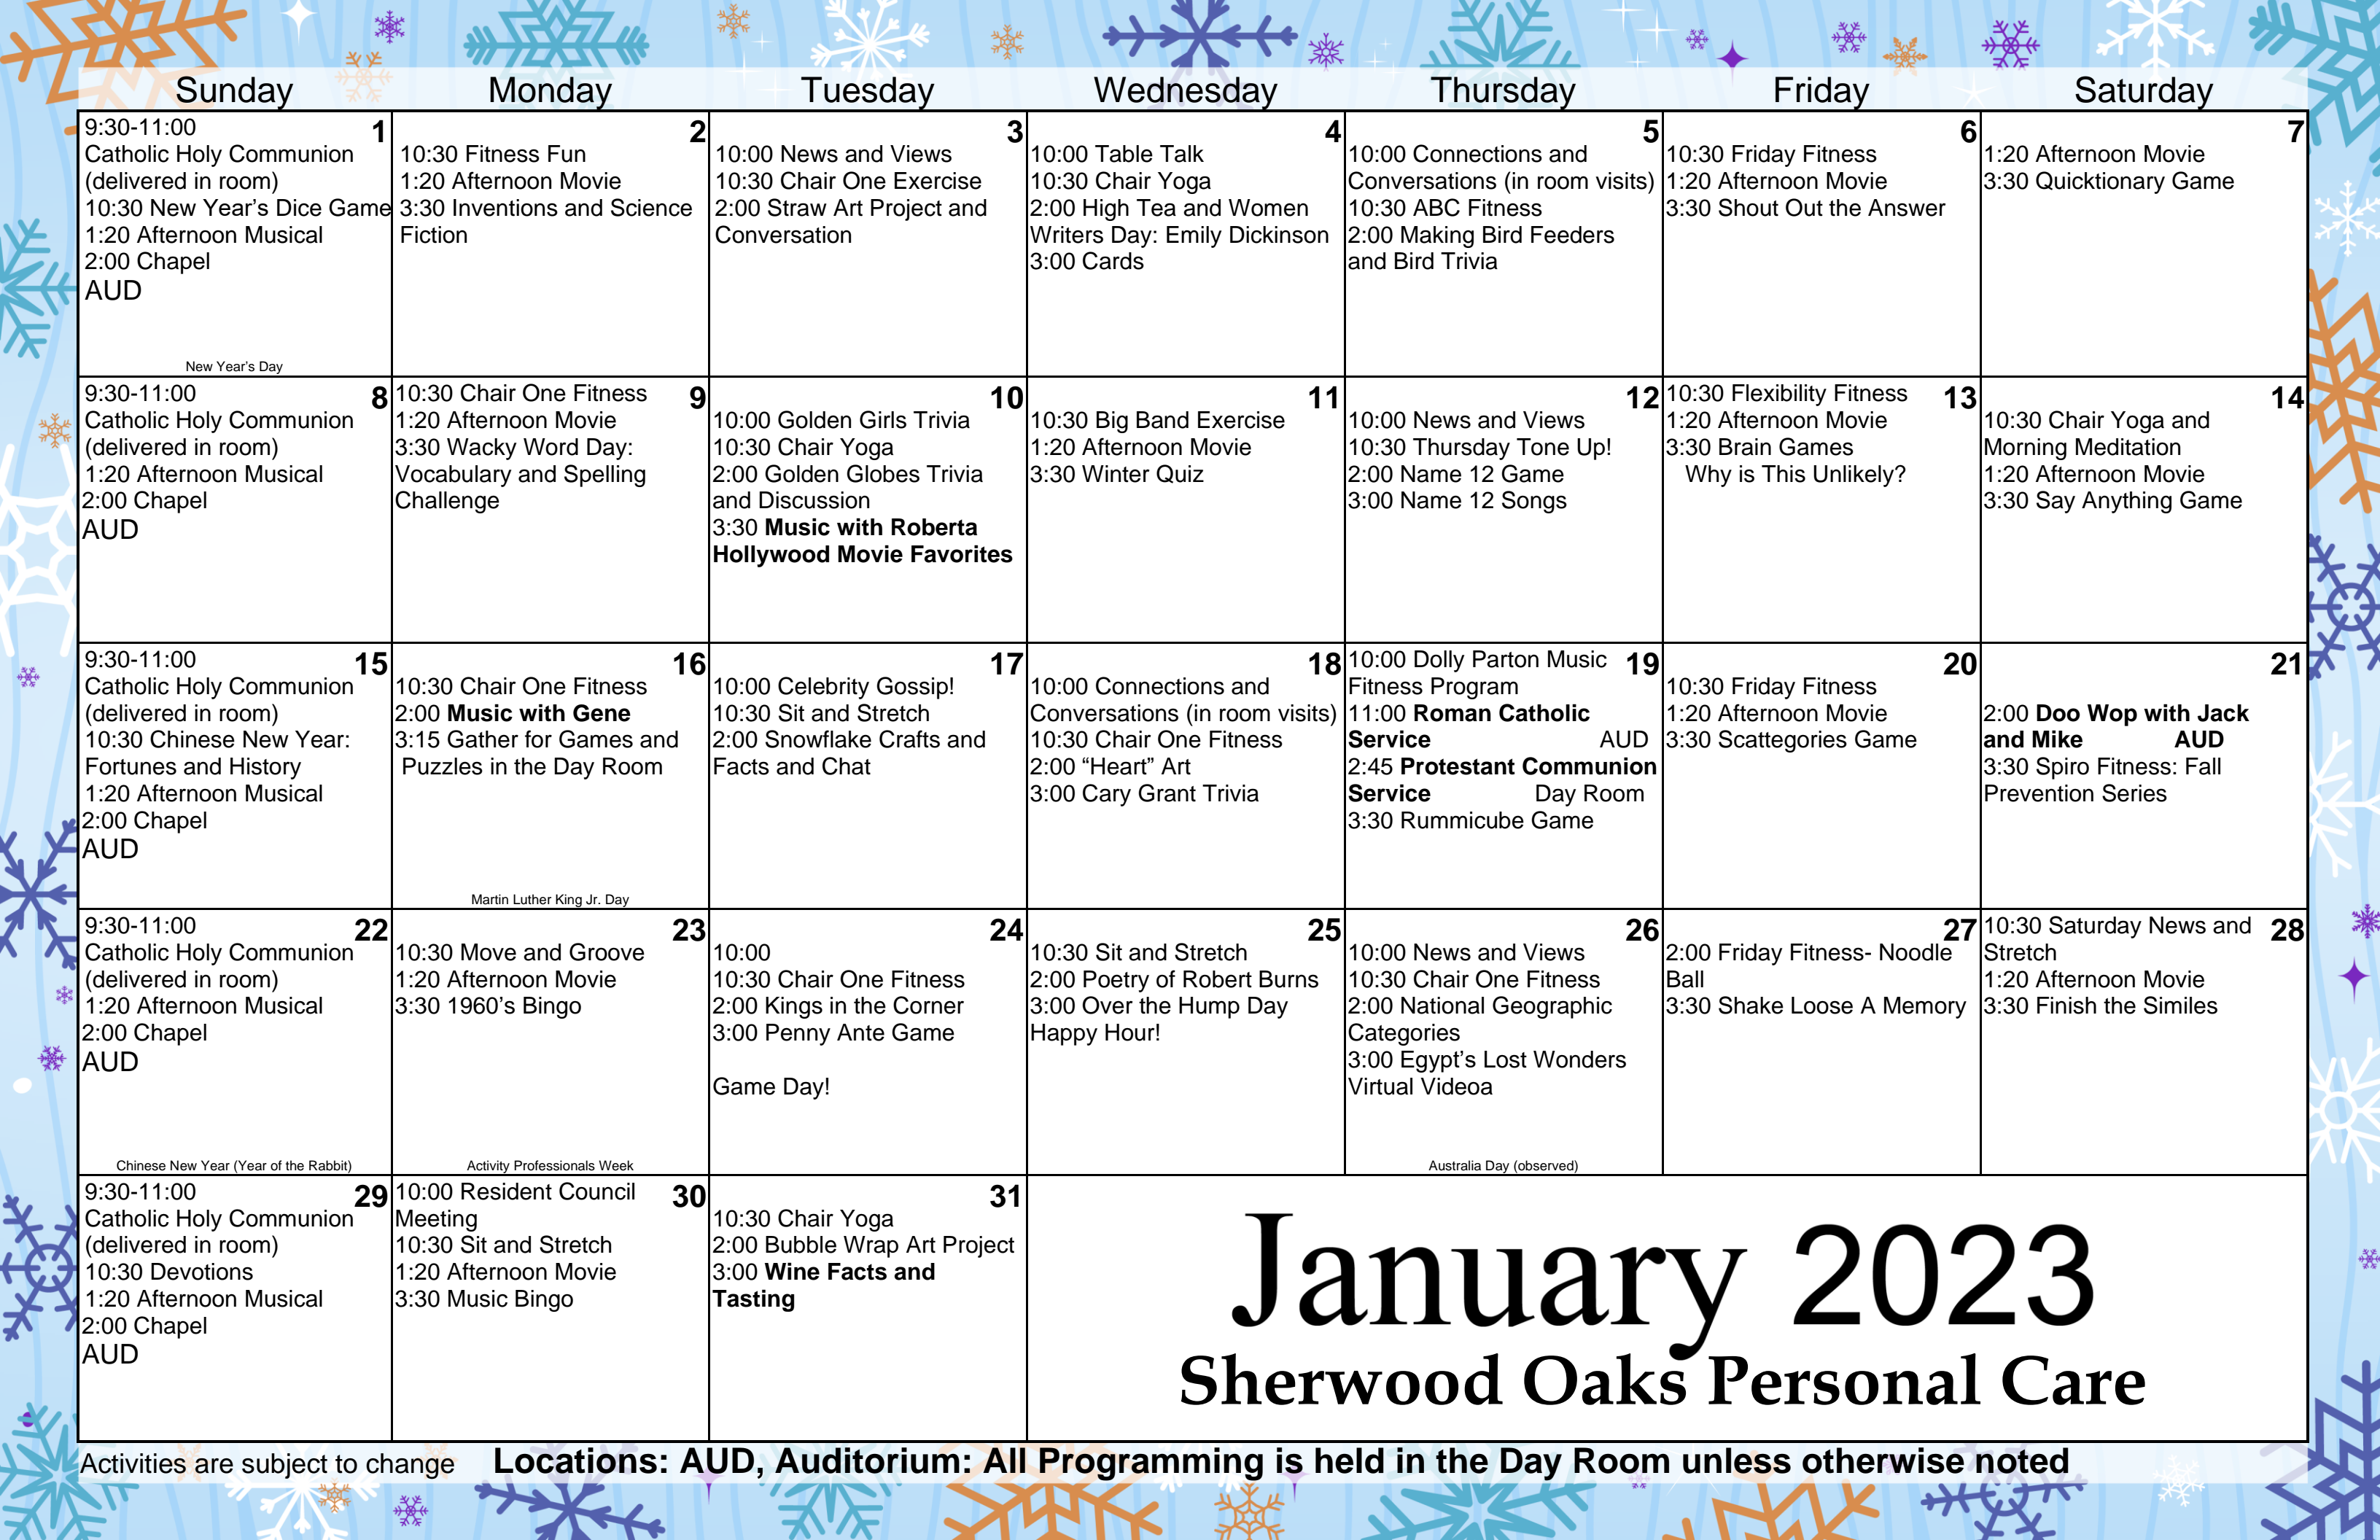 Sunday Monday Tuesday Wednesday Thursday Friday Saturday
1
9:30-11:00
Catholic Holy Communion
(delivered in room)
10:30 New Year's Dice Game
1:20 Afternoon Musical
2:00 Chapel
AUD
New Year's Day
2
10:30 Fitness Fun
1:20 Afternoon Movie
3:30 Inventions and Science
Fiction
3
10:00 News and Views
10:30 Chair One Exercise
2:00 Straw Art Project and
Conversation
4
10:00 Table Talk
10:30 Chair Yoga
2:00 High Tea and Women
Writers Day: Emily Dickinson
3:00 Cards
5
10:00 Connections and
Conversations (in room visits)
10:30 ABC Fitness
2:00 Making Bird Feeders
and Bird Trivia
6
10:30 Friday Fitness
1:20 Afternoon Movie
3:30 Shout Out the Answer
7
1:20 Afternoon Movie
3:30 Quicktionary Game
8
9:30-11:00
Catholic Holy Communion
(delivered in room)
1:20 Afternoon Musical
2:00 Chapel
AUD
9
10:30 Chair One Fitness
1:20 Afternoon Movie
3:30 Wacky Word Day:
Vocabulary and Spelling
Challenge
10
10:00 Golden Girls Trivia
10:30 Chair Yoga
2:00 Golden Globes Trivia
and Discussion
3:30 Music with Roberta
Hollywood Movie Favorites
11
10:30 Big Band Exercise
1:20 Afternoon Movie
3:30 Winter Quiz
12
10:00 News and Views
10:30 Thursday Tone Up!
2:00 Name 12 Game
3:00 Name 12 Songs
13
10:30 Flexibility Fitness
1:20 Afternoon Movie
3:30 Brain Games
Why is This Unlikely?
14
10:30 Chair Yoga and
Morning Meditation
1:20 Afternoon Movie
3:30 Say Anything Game
15
9:30-11:00
Catholic Holy Communion
(delivered in room)
10:30 Chinese New Year:
Fortunes and History
1:20 Afternoon Musical
2:00 Chapel
AUD
16
10:30 Chair One Fitness
2:00 Music with Gene
3:15 Gather for Games and
Puzzles in the Day Room
Martin Luther King Jr. Day
17
10:00 Celebrity Gossip!
10:30 Sit and Stretch
2:00 Snowflake Crafts and
Facts and Chat
18
10:00 Connections and
Conversations (in room visits)
10:30 Chair One Fitness
2:00 “Heart” Art
3:00 Cary Grant Trivia
19
10:00 Dolly Parton Music
Fitness Program
11:00 Roman Catholic
Service AUD
2:45 Protestant Communion
Service Day Room
3:30 Rummicube Game
20
10:30 Friday Fitness
1:20 Afternoon Movie
3:30 Scattegories Game
21
2:00 Doo Wop with Jack
and Mike AUD
3:30 Spiro Fitness: Fall
Prevention Series
22
9:30-11:00
Catholic Holy Communion
(delivered in room)
1:20 Afternoon Musical
2:00 Chapel
AUD
Chinese New Year (Year of the Rabbit)
23
10:30 Move and Groove
1:20 Afternoon Movie
3:30 1960's Bingo
Activity Professionals Week
24
10:00
10:30 Chair One Fitness
2:00 Kings in the Corner
3:00 Penny Ante Game
Game Day!
25
10:30 Sit and Stretch
2:00 Poetry of Robert Burns
3:00 Over the Hump Day
Happy Hour!
26
10:00 News and Views
10:30 Chair One Fitness
2:00 National Geographic
Categories
3:00 Egypt's Lost Wonders
Virtual Videoa
Australia Day (observed)
27
2:00 Friday Fitness- Noodle
Ball
3:30 Shake Loose A Memory
28
10:30 Saturday News and
Stretch
1:20 Afternoon Movie
3:30 Finish the Similes
29
9:30-11:00
Catholic Holy Communion
(delivered in room)
10:30 Devotions
1:20 Afternoon Musical
2:00 Chapel
AUD
30
10:00 Resident Council
Meeting
10:30 Sit and Stretch
1:20 Afternoon Movie
3:30 Music Bingo
31
10:30 Chair Yoga
2:00 Bubble Wrap Art Project
3:00 Wine Facts and
Tasting
January 2023
Sherwood Oaks Personal Care
Activities are subject to change Locations: AUD, Auditorium: All Programming is held in the Day Room unless otherwise noted